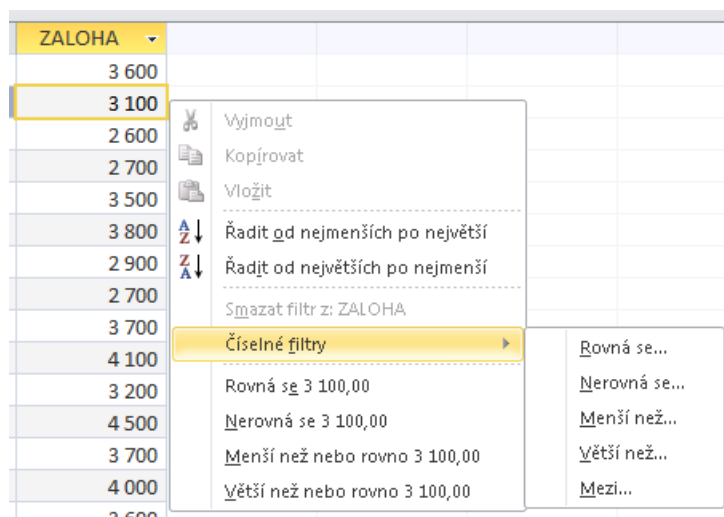 ZALOHA
3 600
3 100
2 600
2 700
3 500
3 800
2 900
2 700
3 700
4 100
3 200
4 500
3 700
4 000
3 600
Vyjmout
Kopírovat
Vložit
Řadit od nejmenších po největší
Řadit od největších po nejmenší
Smazat filtr z: ZALOHA
Číselné filtry
Rovná se 3 100,00
Nerovná se 3 100,00
Menší než nebo rovno 3 100,00
Větší než nebo rovno 3 100,00
Rovná se...
Nerovná se...
Menší než...
Větší než...
Mezi...